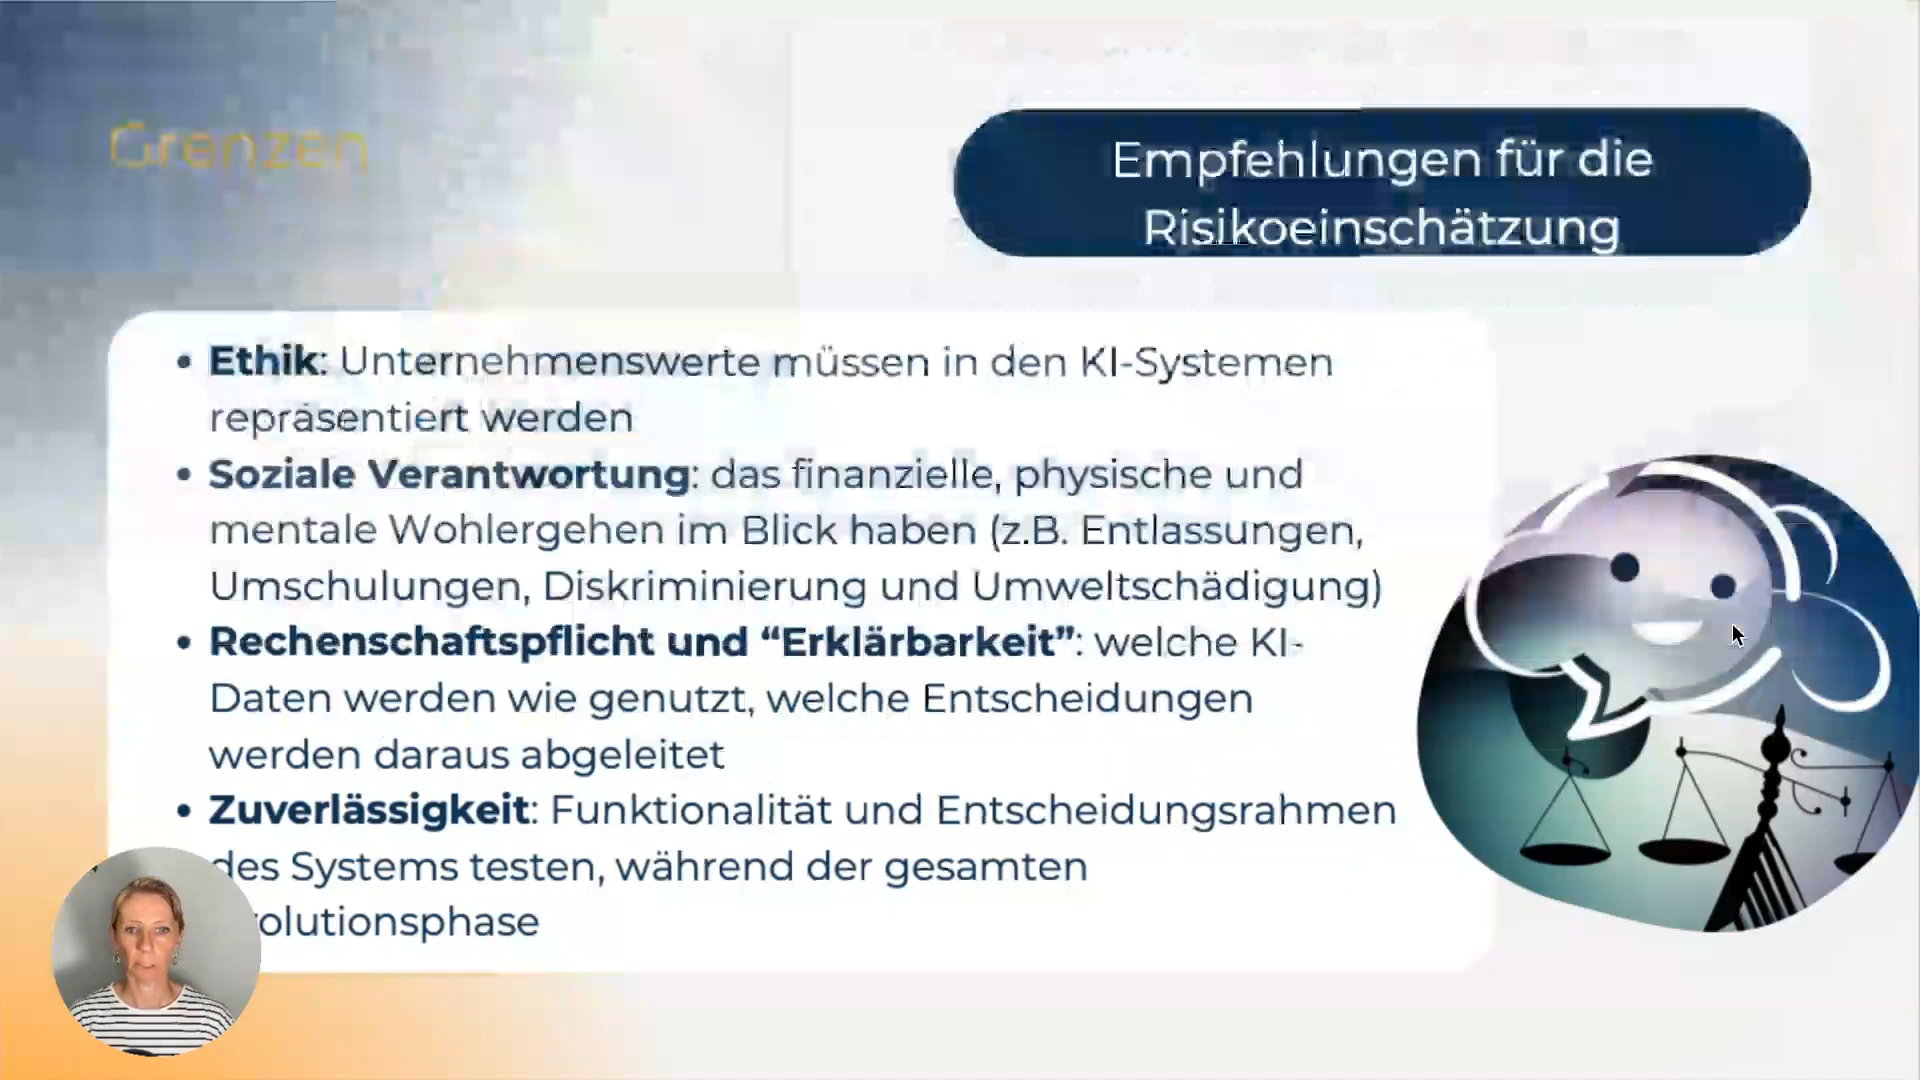 Grenzen
Empfehlungen für die
Risikoeinschätzung
• Ethik: Unternehmenswerte müssen in den KI-Systemen
repräsentiert werden
• Soziale Verantwortung: das finanzielle, physische und
mentale Wohlergehen im Blick haben (z.B. Entlassungen,
Umschulungen, Diskriminierung und Umweltschädigung)
• Rechenschaftspflicht und “Erklärbarkeit”: welche KI-
Daten werden wie genutzt, welche Entscheidungen
werden daraus abgeleitet
• Zuverlässigkeit: Funktionalität und Entscheidungsrahmen
des Systems testen, während der gesamten